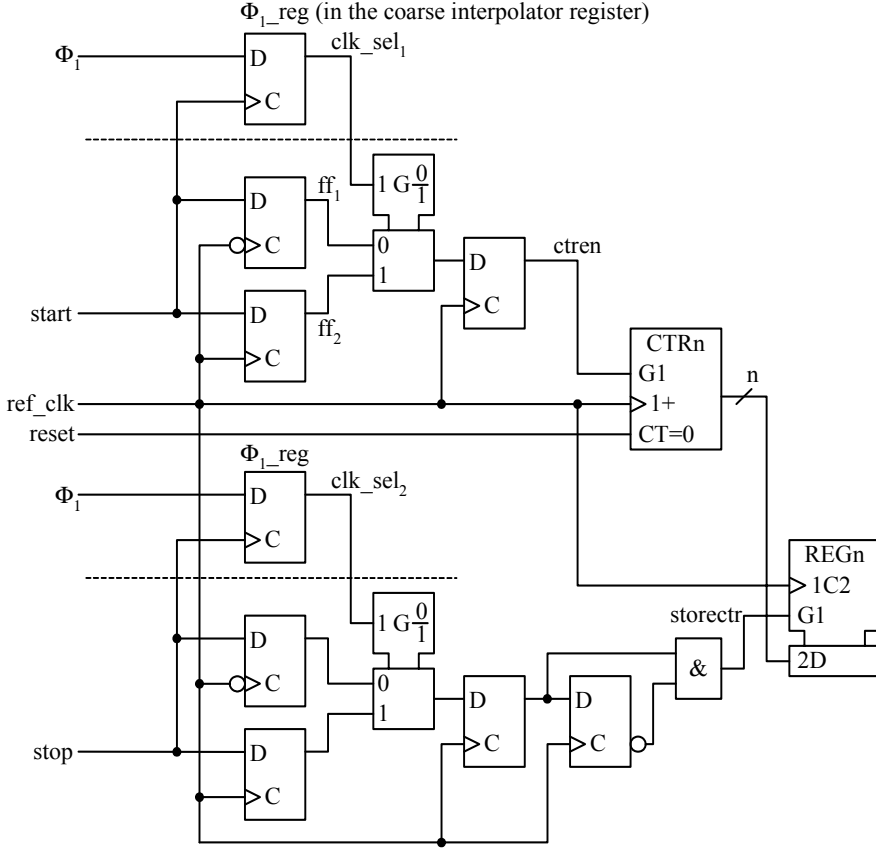 Φ₁_reg (in the coarse interpolator register)
Φ₁
D
C
clk_sel₁
D
C
ff₁
1 G 0/1
0
1
D
C
ctren
start
D
C
ff₂
CTRn
G1
1+
CT=0
n
ref_clk
reset
Φ₁_reg
Φ₁
D
C
clk_sel₂
REGn
1C2
G1
2D
storectr
D
C
1 G 0/1
0
1
D
C
D
C
&
stop
D
C